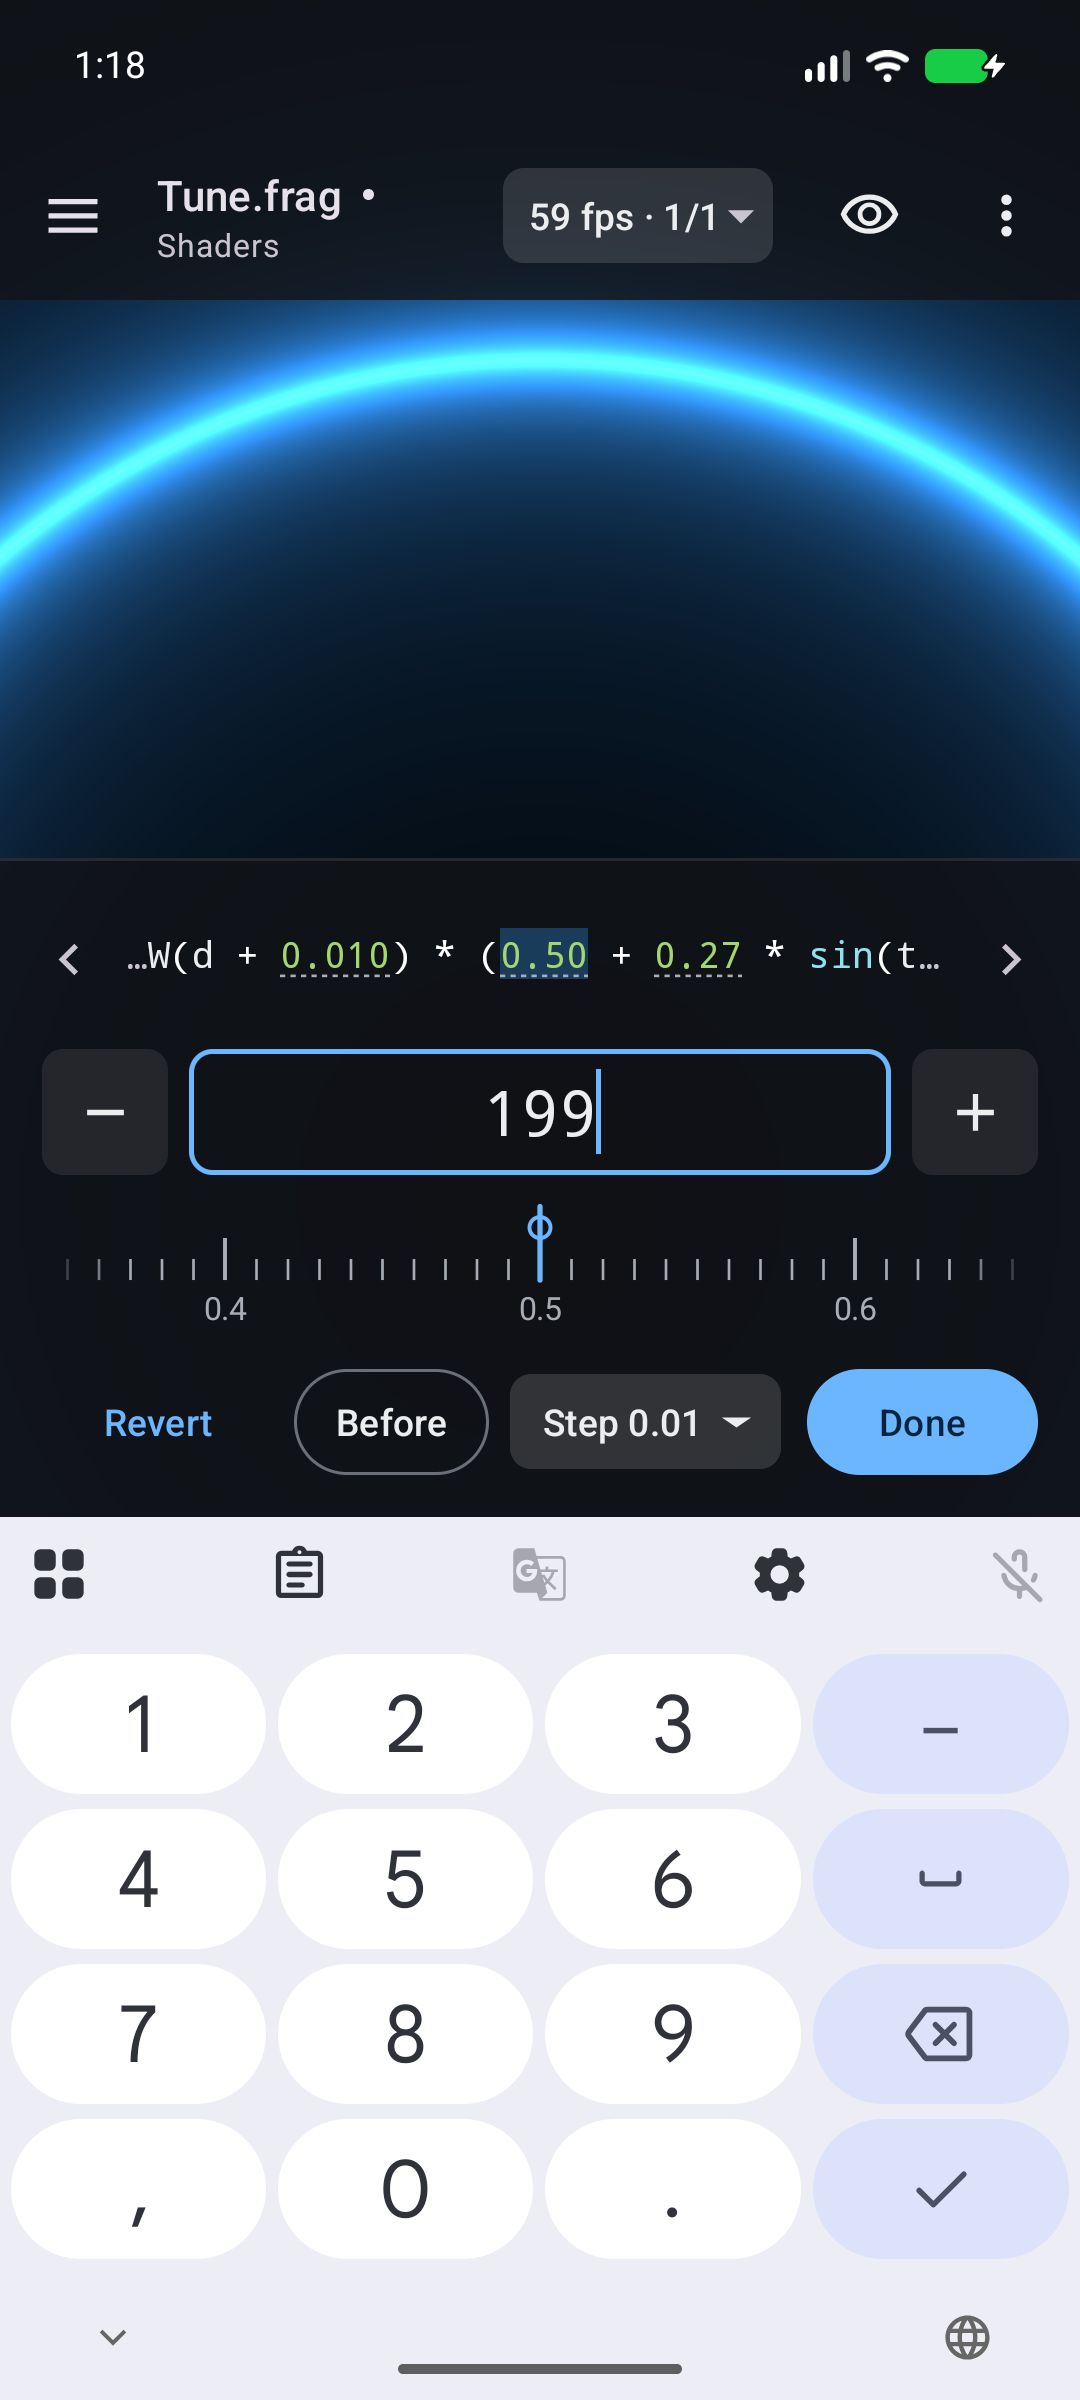 1:18
Tune.frag •
Shaders
59 fps · 1/1
…W(d + 0.010) * (0.50 + 0.27 * sin(t…
199
0.4 0.5 0.6
Revert Before Step 0.01 Done
1 2 3 –
4 5 6
7 8 9
, 0 .